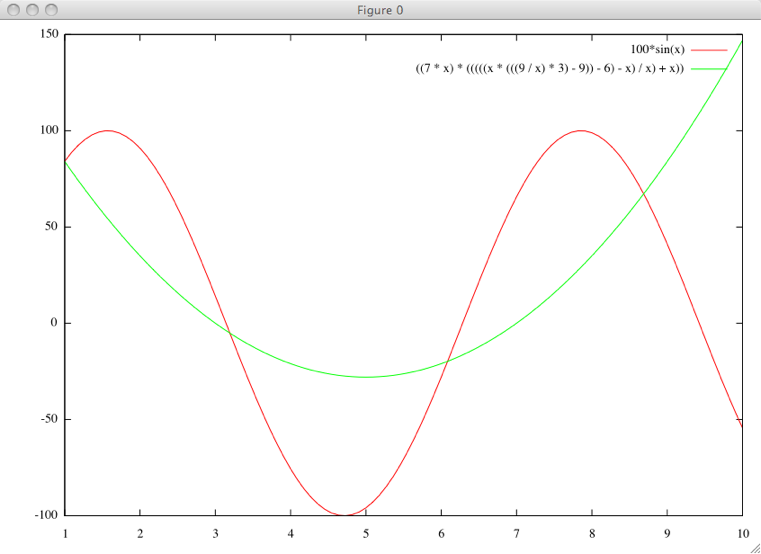 Figure 0
150
100*sin(x)
((7 * x) * (((((x * (((9 / x) * 3) - 9)) - 6) - x) / x) + x))
100
50
0
-50
-100
1 2 3 4 5 6 7 8 9 10